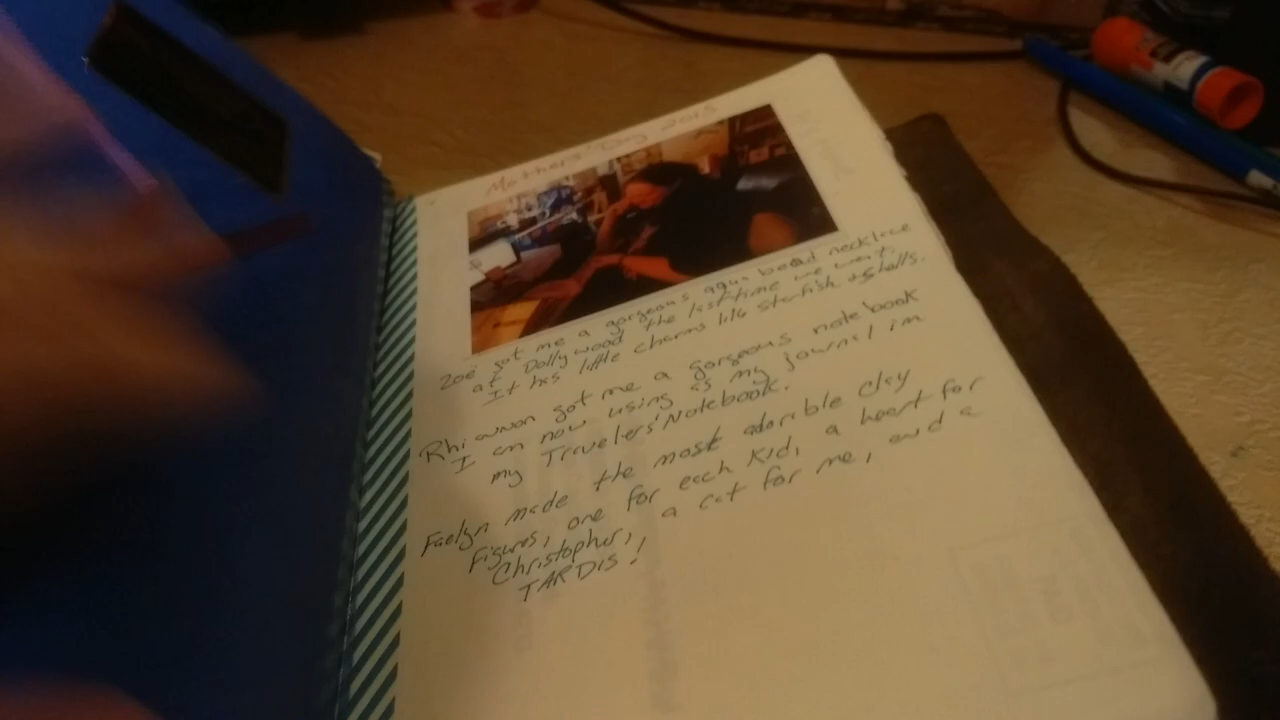 Mothers' Day 2015
Zoë got me a gorgeous aqua bead necklace
at Dollywood the last time we went.
It has little charms like starfish + shells.
Rhiannon got me a gorgeous notebook
I am now using as my journal in
my Travelers' Notebook.
Faelyn made the most adorable clay
figures, one for each kid, a heart for
Christopher, a cat for me, and a
TARDIS!